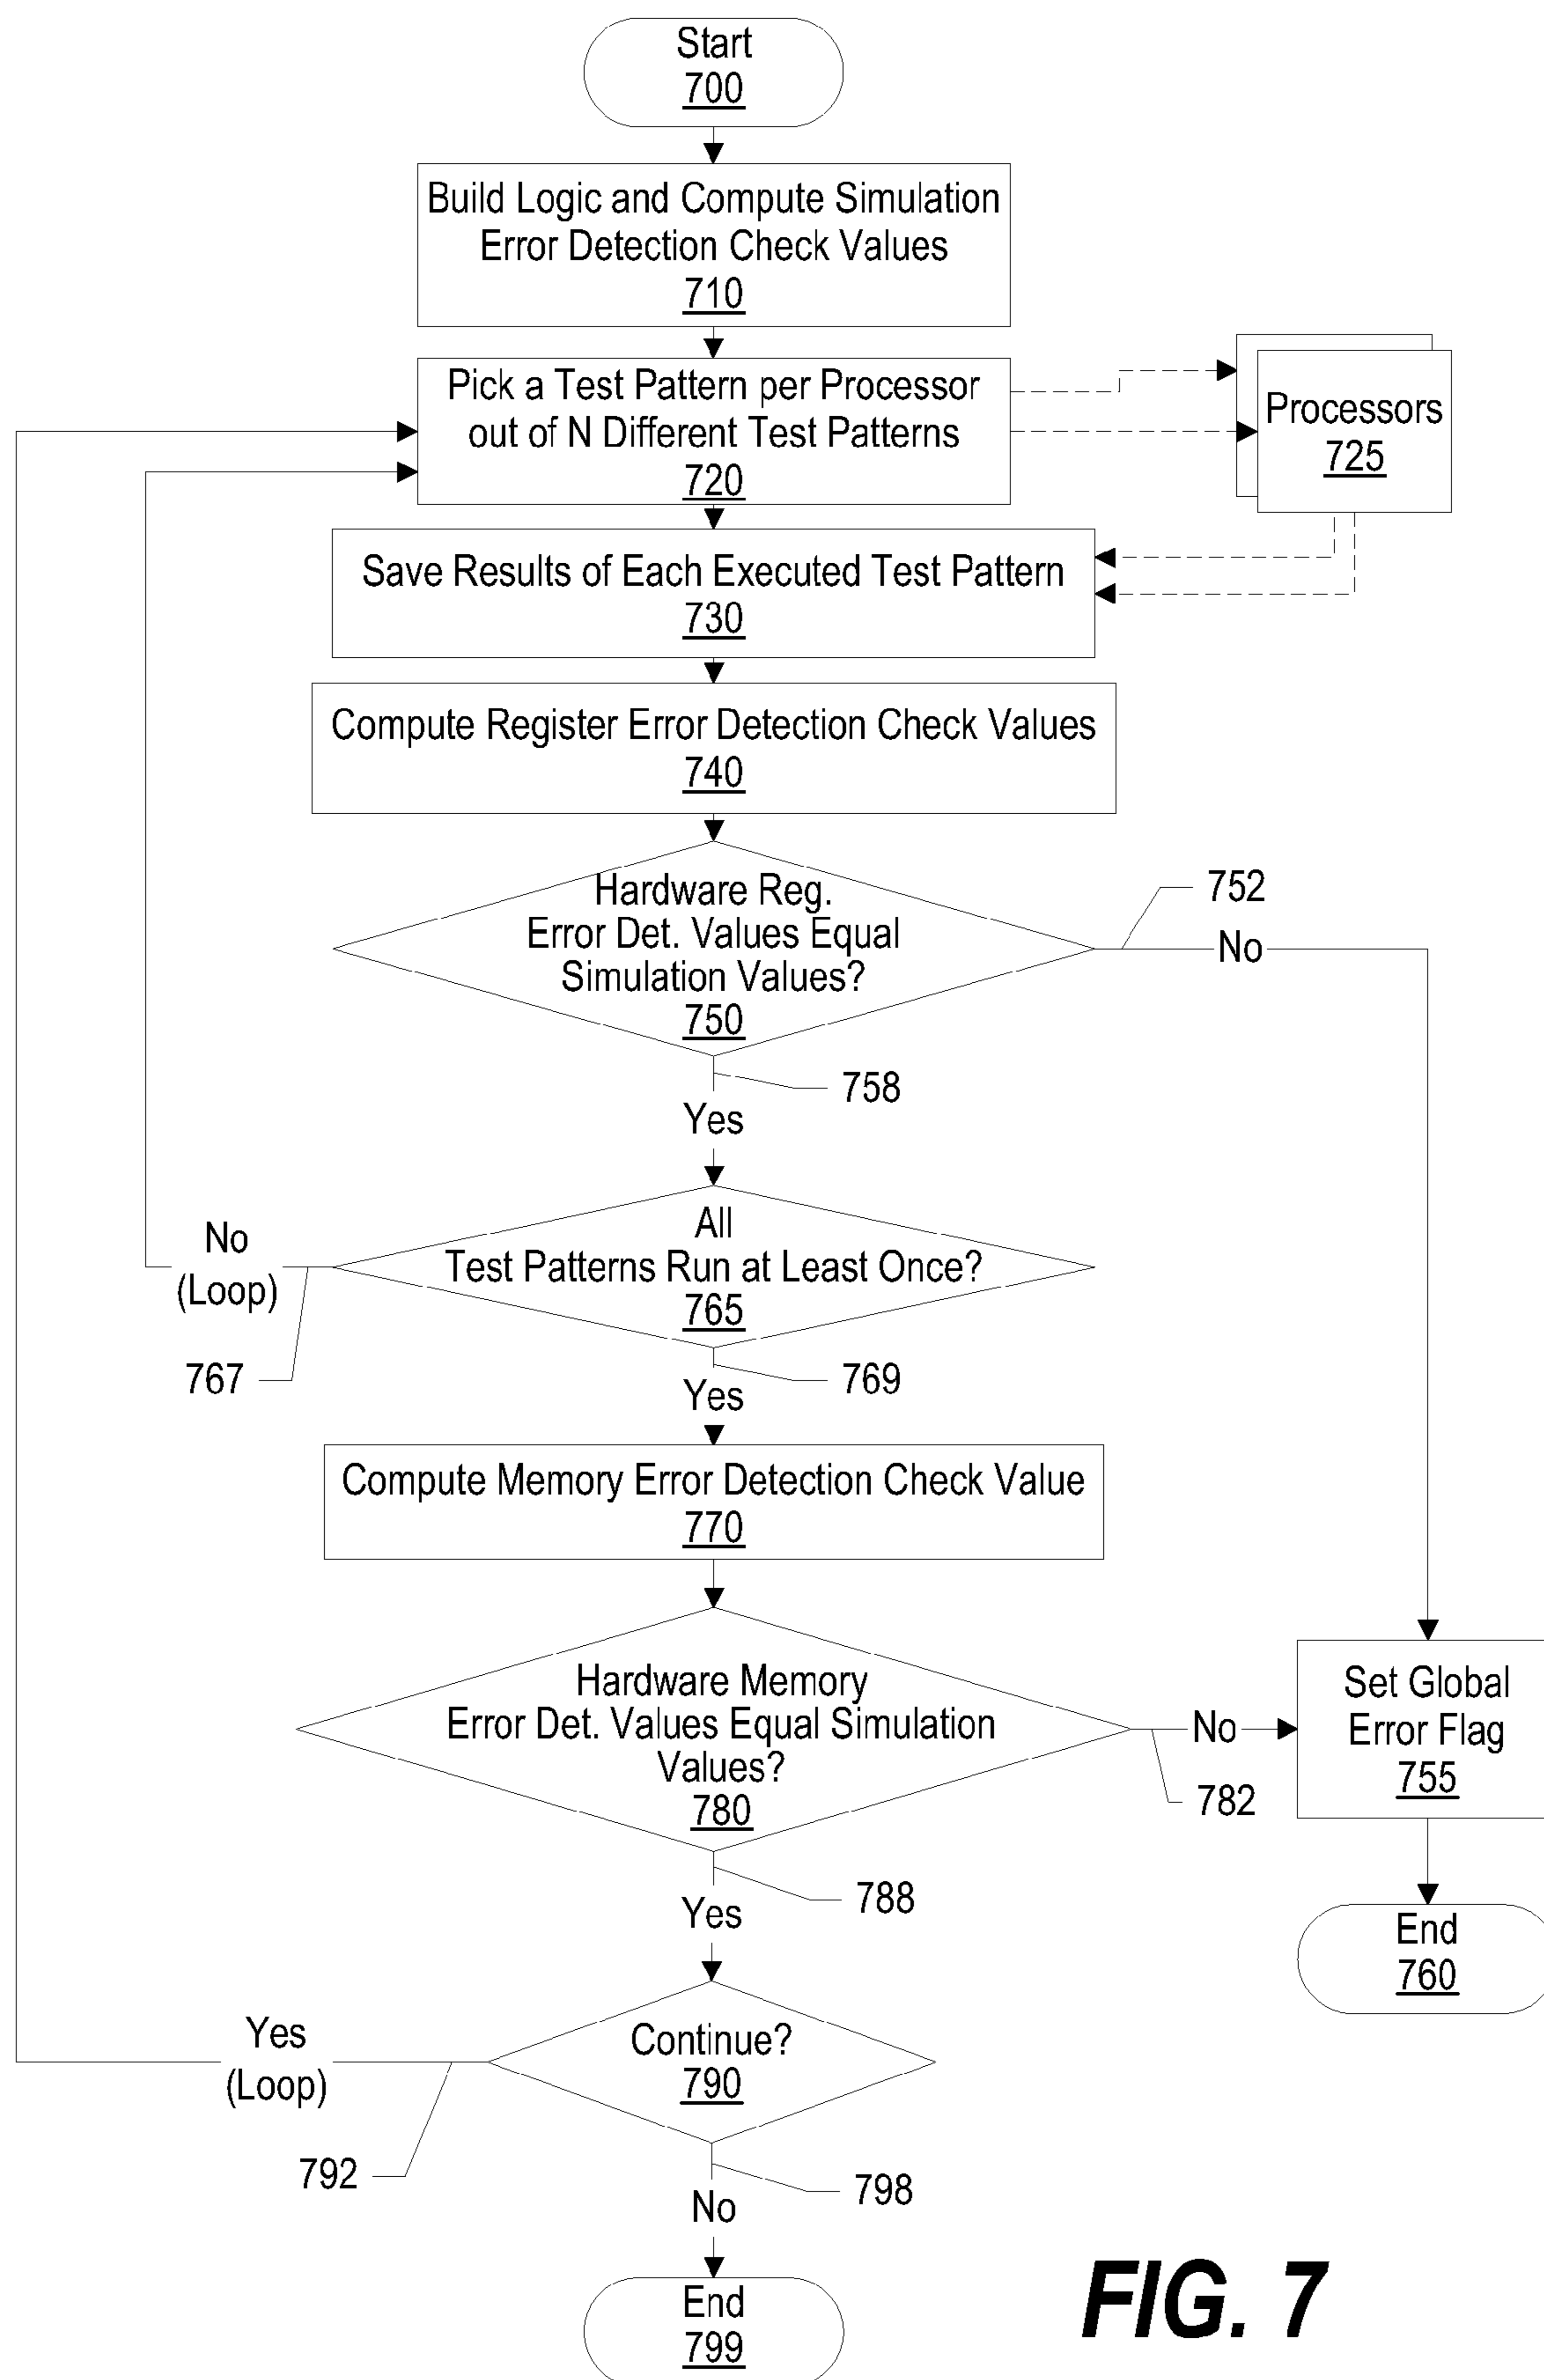 Start
700
Build Logic and Compute Simulation
Error Detection Check Values
710
Pick a Test Pattern per Processor
out of N Different Test Patterns
720
Processors
725
Save Results of Each Executed Test Pattern
730
Compute Register Error Detection Check Values
740
Hardware Reg.
Error Det. Values Equal
Simulation Values?
750
752
No
758
Yes
All
Test Patterns Run at Least Once?
765
No
(Loop)
767
769
Yes
Compute Memory Error Detection Check Value
770
Hardware Memory
Error Det. Values Equal Simulation
Values?
780
No
782
Set Global
Error Flag
755
End
760
788
Yes
Continue?
790
Yes
(Loop)
792
798
No
End
799
FIG. 7